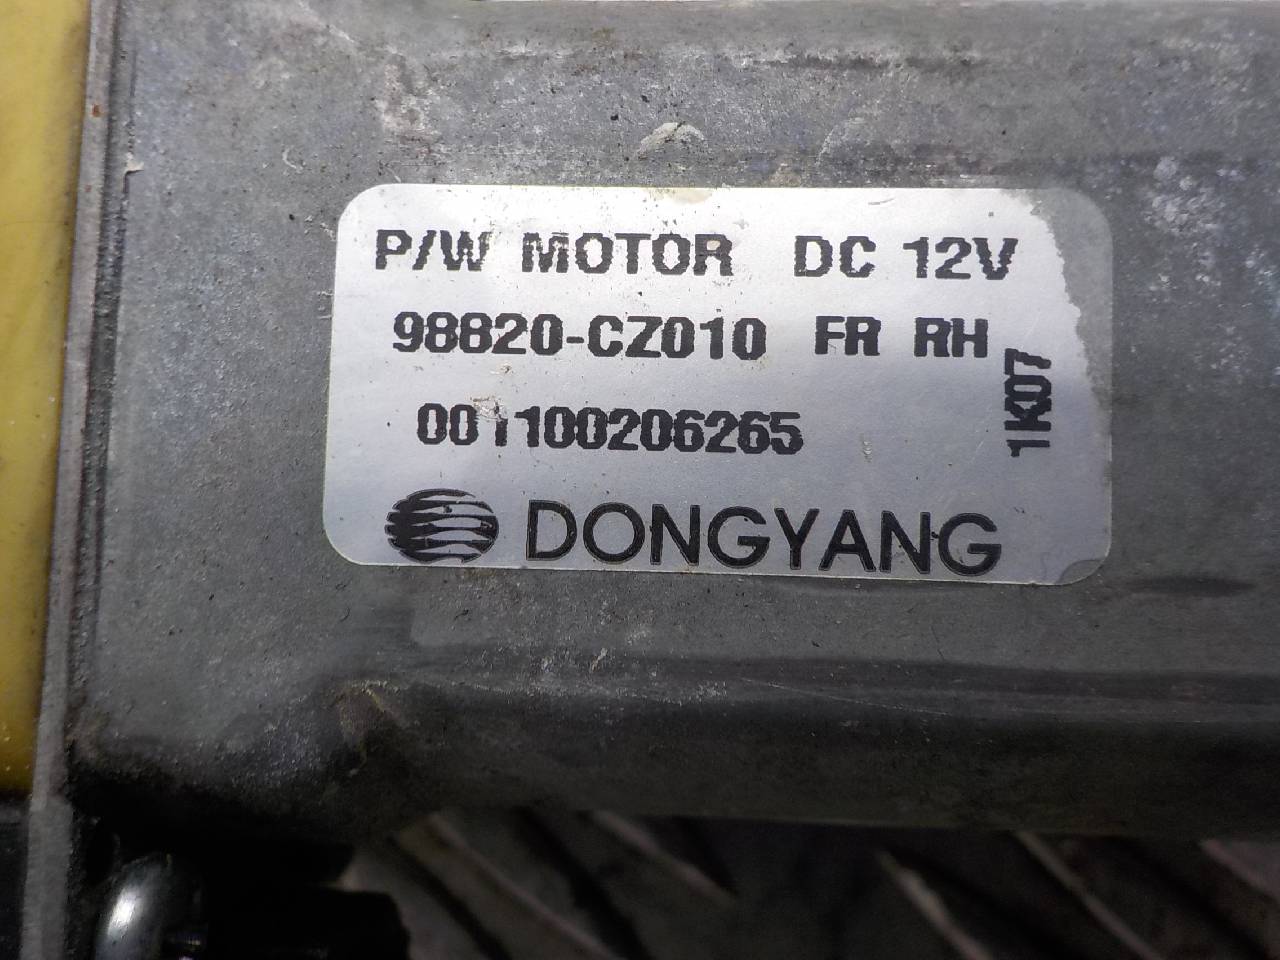 P/W MOTOR DC 12V
98820-CZ010 FR RH
1K07
001100206265
DONGYANG